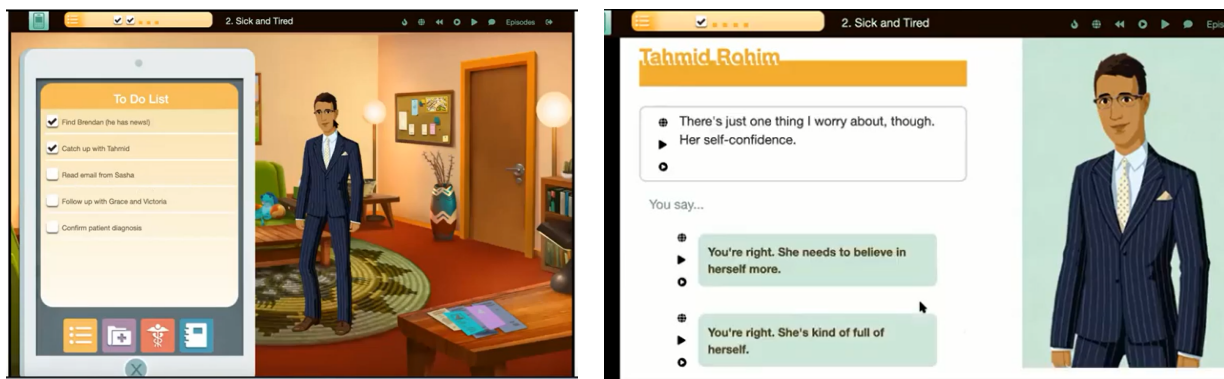 2. Sick and Tired
Episodes
To Do List
Find Brendan (he has news!)
Catch up with Tahmid
Read email from Sasha
Follow up with Grace and Victoria
Confirm patient diagnosis
2. Sick and Tired
Epis
Tahmid Rohim
There's just one thing I worry about, though.
Her self-confidence.
You say...
You're right. She needs to believe in
herself more.
You're right. She's kind of full of
herself.